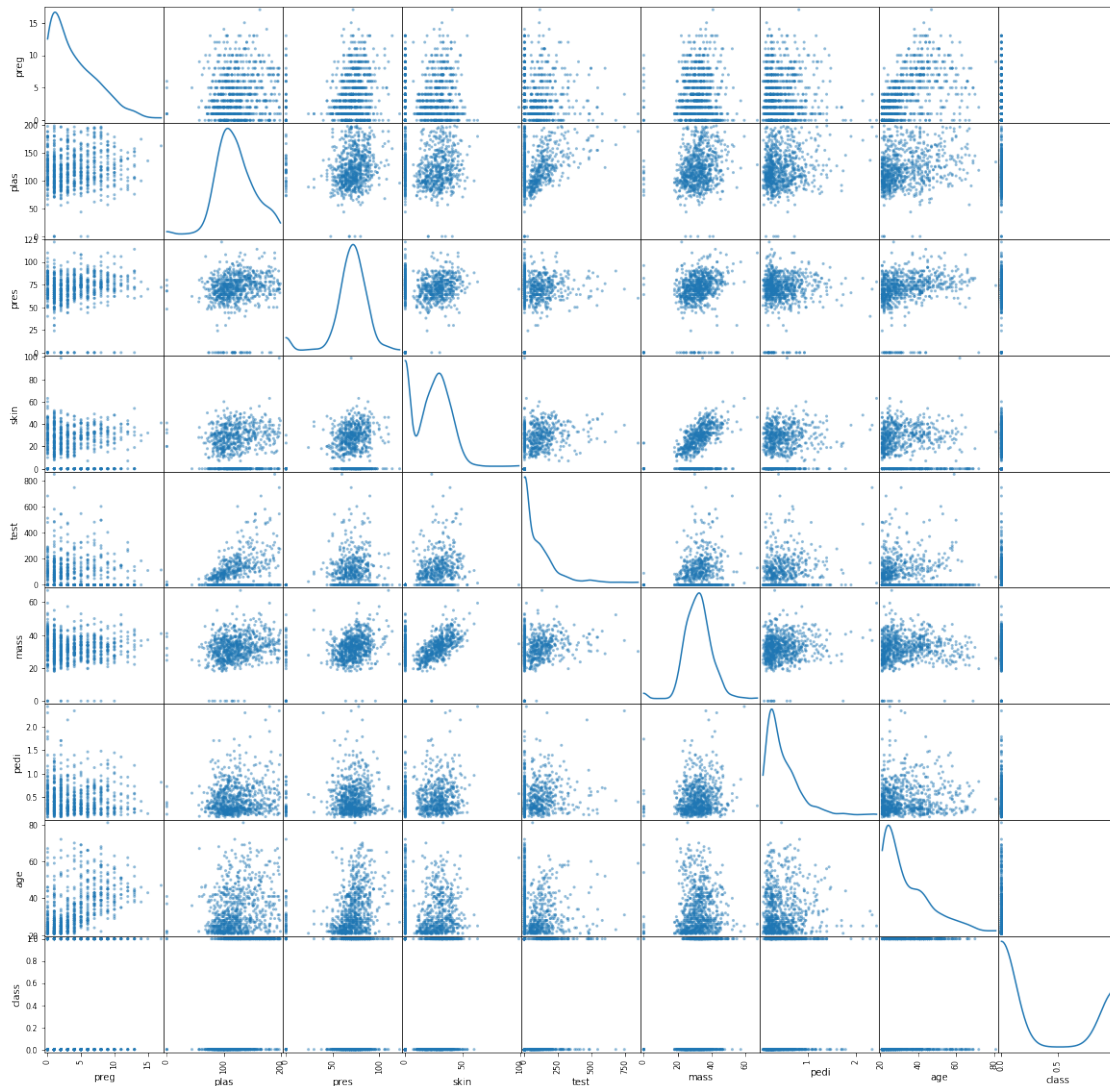 15
10
5
0
preg
200
150
100
50
0
plas
125
100
75
50
25
0
pres
100
80
60
40
20
0
skin
800
600
400
200
0
test
60
40
20
0
mass
2.0
1.5
1.0
0.5
pedi
80
60
40
20
age
1.0
0.8
0.6
0.4
0.2
0.0
class
0 5 10 15
0 100 200
0 50 100
0 50 100
0 250 500 750
0 20 40 60
1 2
20 40 60 80
0.0 0.5
preg plas pres skin test mass pedi age class